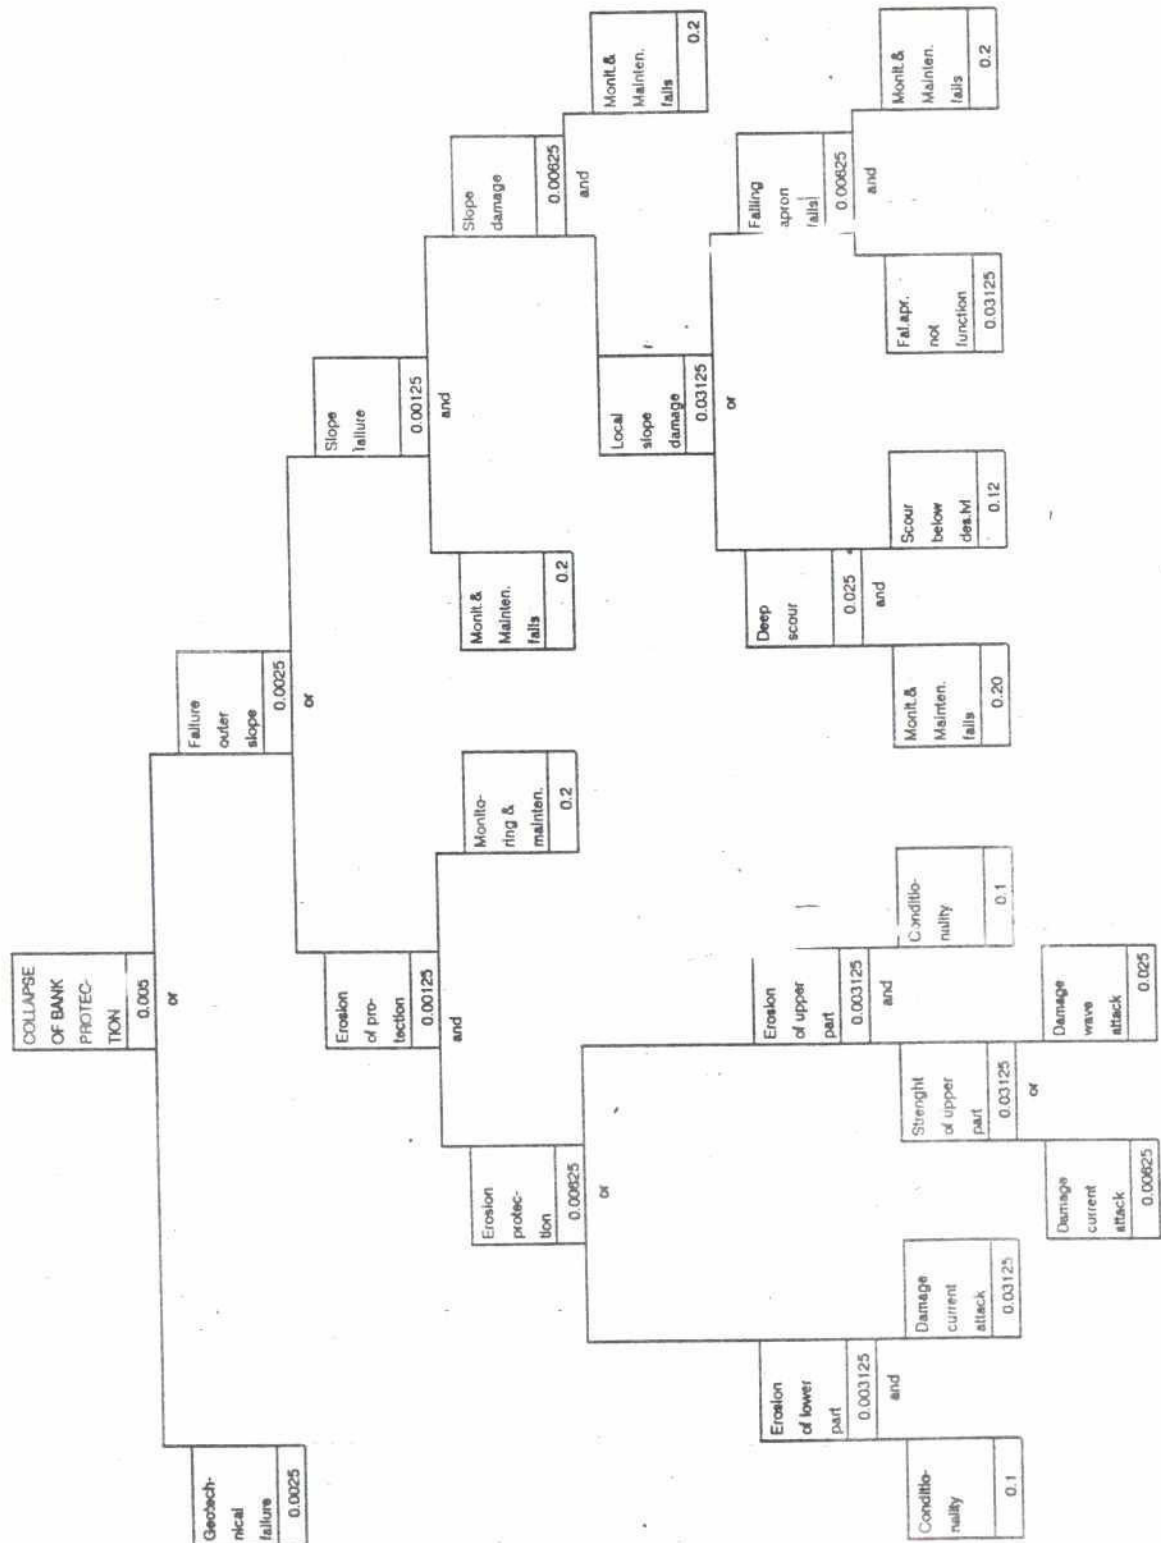 COLLAPSE
OF BANK
PROTEC-
TION
0.005
or
Geotech-
nical
failure
0.0025
Failure
outer
slope
0.0025
or
Erosion
of pro-
tection
0.00125
and
Slope
failure
0.00125
and
Erosion
protec-
tion
0.00625
or
Monito-
ring &
mainten.
0.2
Monit.&
Mainten.
fails
0.2
Slope
damage
0.00625
and
Local
slope
damage
0.03125
or
Monit.&
Mainten.
fails
0.2
Erosion
of lower
part
0.003125
and
Erosion
of upper
part
0.003125
and
Deep
scour
0.025
and
Falling
apron
fails
0.00625
and
Conditio-
nality
0.1
Damage
current
attack
0.03125
Strenght
of upper
part
0.03125
or
Conditio-
nality
0.1
Monit.&
Mainten.
fails
0.20
Scour
below
des.lvl
0.12
Fal.apr.
not
function
0.03125
Monit.&
Mainten.
fails
0.2
Damage
current
attack
0.00625
Damage
wave
attack
0.025